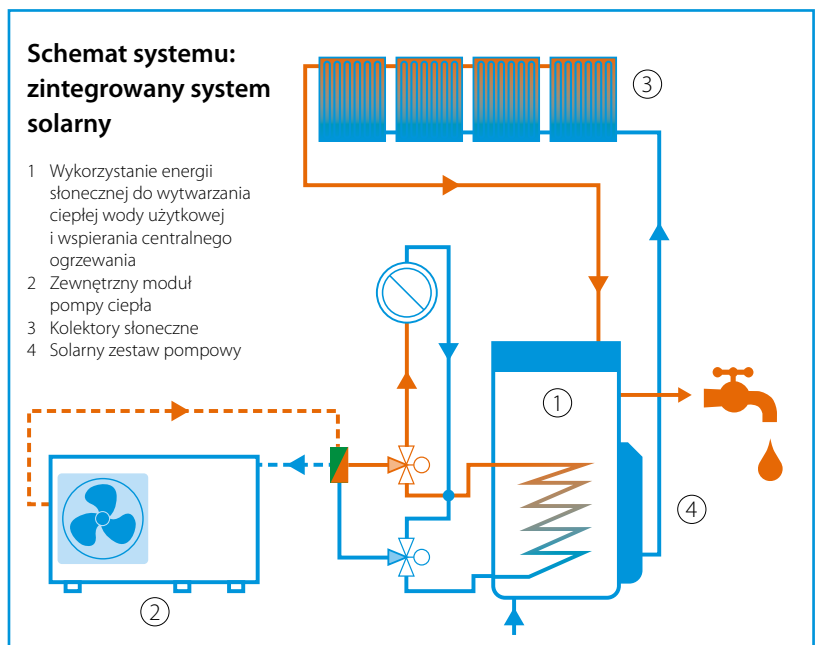 Schemat systemu:
zintegrowany system
solarny
1 Wykorzystanie energii
słonecznej do wytwarzania
ciepłej wody użytkowej
i wspierania centralnego
ogrzewania
2 Zewnętrzny moduł
pompy ciepła
3 Kolektory słoneczne
4 Solarny zestaw pompowy
3
1
4
2